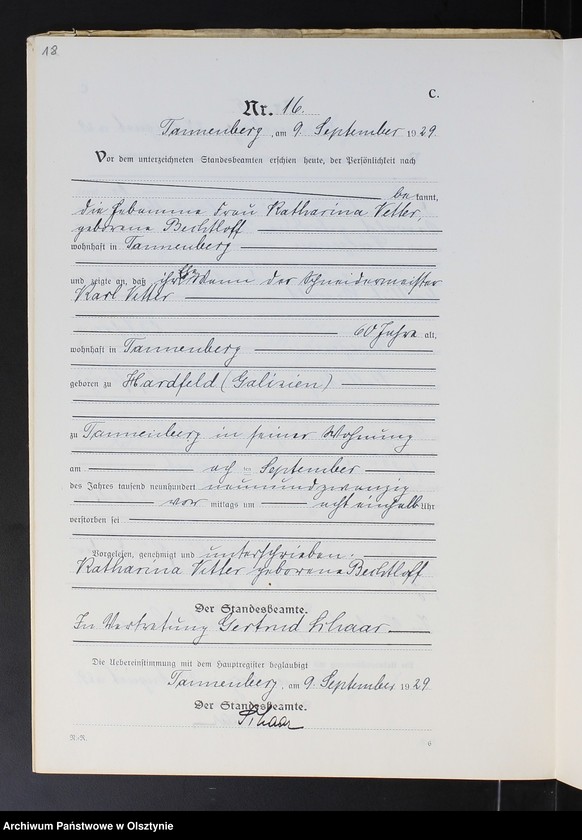 18
C.
Nr. 16.
Tannenberg, am 9. September 1929.
Vor dem unterzeichneten Standesbeamten erschien heute, der Persönlichkeit nach
bekannt,
die Hebamme Frau Katharina Vetter,
geborene Bechtloff
wohnhaft in Tannenberg
und zeigte an, daß ihr Mann der Schneidermeister
Karl Vetter
60 Jahre alt,
wohnhaft in Tannenberg
geboren zu Hardfeld (Galizien)
zu Tannenberg in seiner Wohnung
am September
des Jahres tausend neunhundert neunundzwanzig
vor mittags um acht einhalb Uhr
verstorben sei
Vorgelesen, genehmigt und unterschrieben.
Katharina Vetter geborene Bechtloff
Der Standesbeamte.
In Vertretung Gertrud
Die Uebereinstimmung mit dem Hauptregister beglaubigt
Tannenberg, am 9. September 1929
Der Standesbeamte.
R.-R.
Archiwum Państwowe w Olsztynie